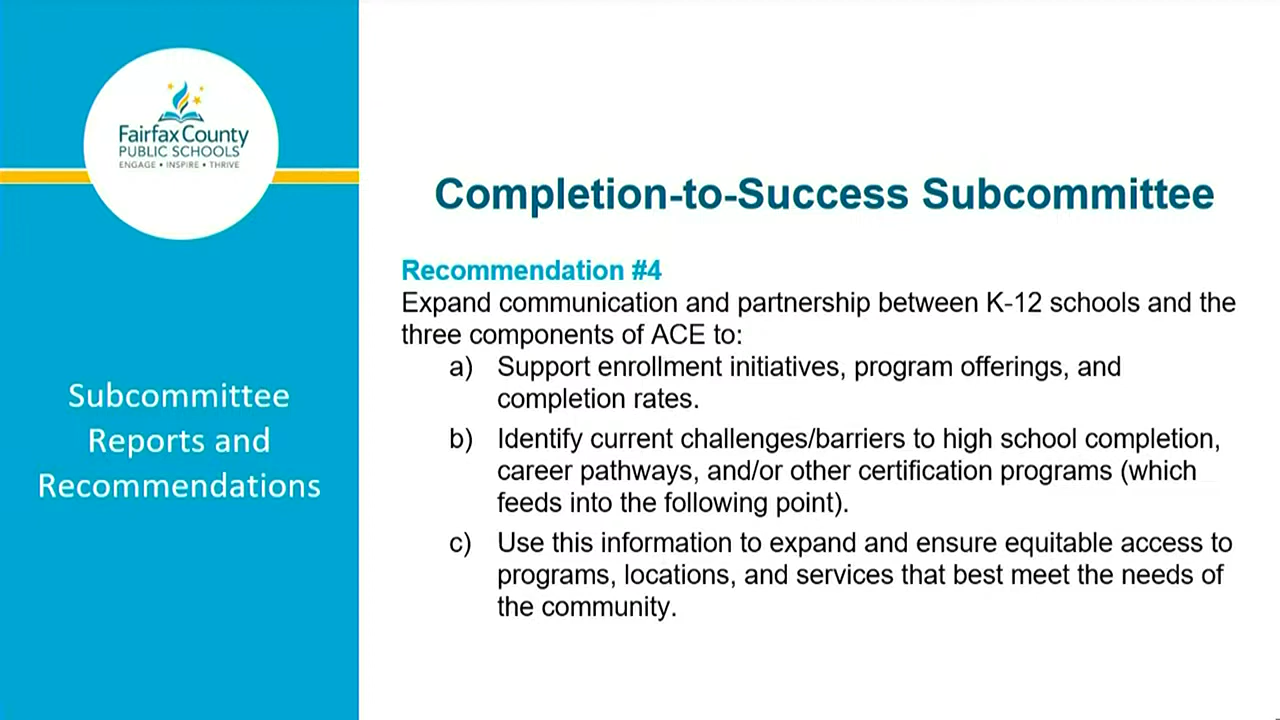 Fairfax County
PUBLIC SCHOOLS
ENGAGE • INSPIRE • THRIVE
Subcommittee
Reports and
Recommendations
Completion-to-Success Subcommittee
Recommendation #4
Expand communication and partnership between K-12 schools and the
three components of ACE to:
a) Support enrollment initiatives, program offerings, and
completion rates.
b) Identify current challenges/barriers to high school completion,
career pathways, and/or other certification programs (which
feeds into the following point).
c) Use this information to expand and ensure equitable access to
programs, locations, and services that best meet the needs of
the community.